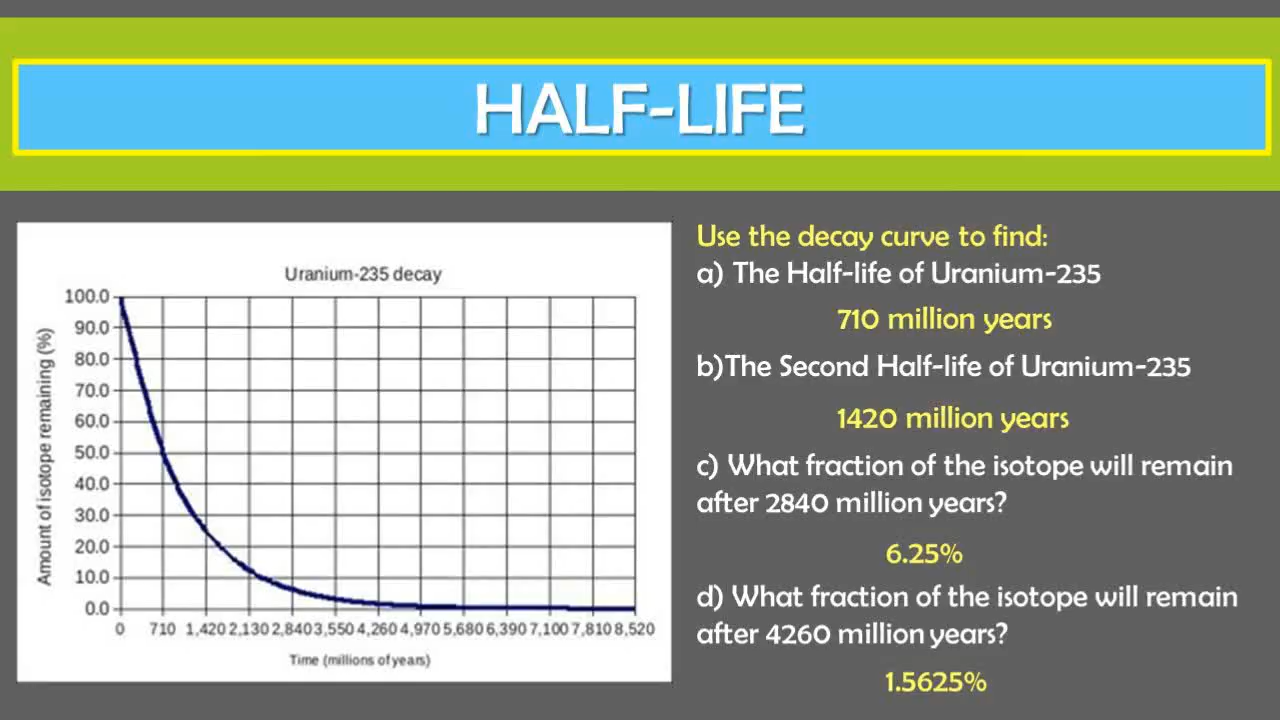 HALF-LIFE
Uranium-235 decay
100.0
90.0
80.0
70.0
60.0
50.0
40.0
30.0
20.0
10.0
0.0
Amount of isotope remaining (%)
0 710 1,420 2,130 2,840 3,550 4,260 4,970 5,680 6,390 7,100 7,810 8,520
Time (millions of years)
Use the decay curve to find:
a) The Half-life of Uranium-235
710 million years
b)The Second Half-life of Uranium-235
1420 million years
c) What fraction of the isotope will remain
after 2840 million years?
6.25%
d) What fraction of the isotope will remain
after 4260 million years?
1.5625%